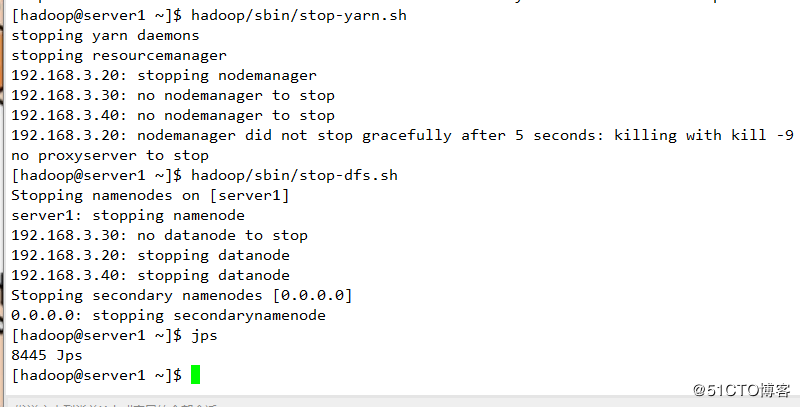 [hadoop@server1 ~]$ hadoop/sbin/stop-yarn.sh
stopping yarn daemons
stopping resourcemanager
192.168.3.20: stopping nodemanager
192.168.3.30: no nodemanager to stop
192.168.3.40: no nodemanager to stop
192.168.3.20: nodemanager did not stop gracefully after 5 seconds: killing with kill -9
no proxyserver to stop
[hadoop@server1 ~]$ hadoop/sbin/stop-dfs.sh
Stopping namenodes on [server1]
server1: stopping namenode
192.168.3.30: no datanode to stop
192.168.3.20: stopping datanode
192.168.3.40: stopping datanode
Stopping secondary namenodes [0.0.0.0]
0.0.0.0: stopping secondarynamenode
[hadoop@server1 ~]$ jps
8445 Jps
[hadoop@server1 ~]$
@51CTO博客